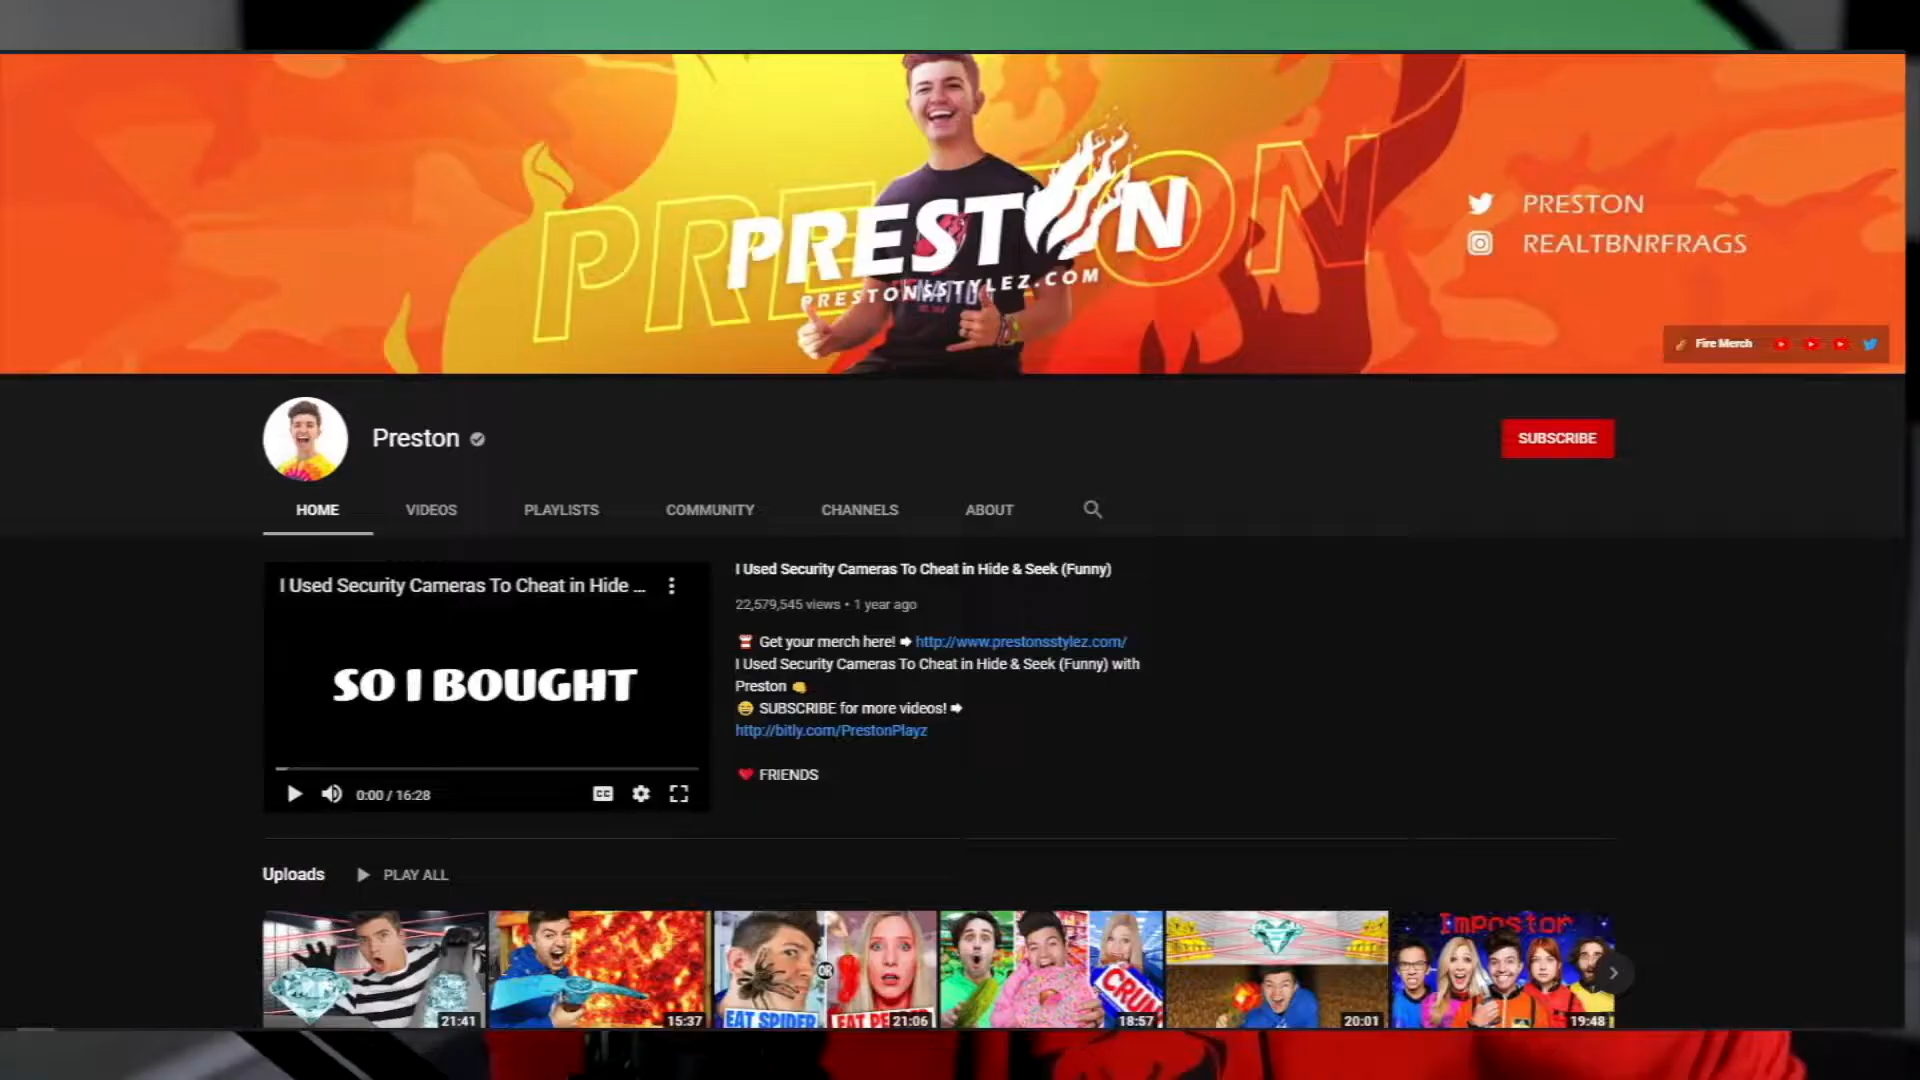 PRESTON
PRESTON
PRESTONSSTYLEZ.COM
PRESTON
REALTBNRFRAGS
Fire Merch
Preston
SUBSCRIBE
HOME
VIDEOS
PLAYLISTS
COMMUNITY
CHANNELS
ABOUT
I Used Security Cameras To Cheat in Hide ...
SO I BOUGHT
0:00 / 16:28
CC
I Used Security Cameras To Cheat in Hide & Seek (Funny)
22,579,545 views • 1 year ago
Get your merch here! http://www.prestonsstylez.com/
I Used Security Cameras To Cheat in Hide & Seek (Funny) with
Preston
SUBSCRIBE for more videos!
http://bitly.com/PrestonPlayz
FRIENDS
Uploads
PLAY ALL
21:41
15:37
OR
EAT SPIDER
21:06
18:57
20:01
Impostor
19:48